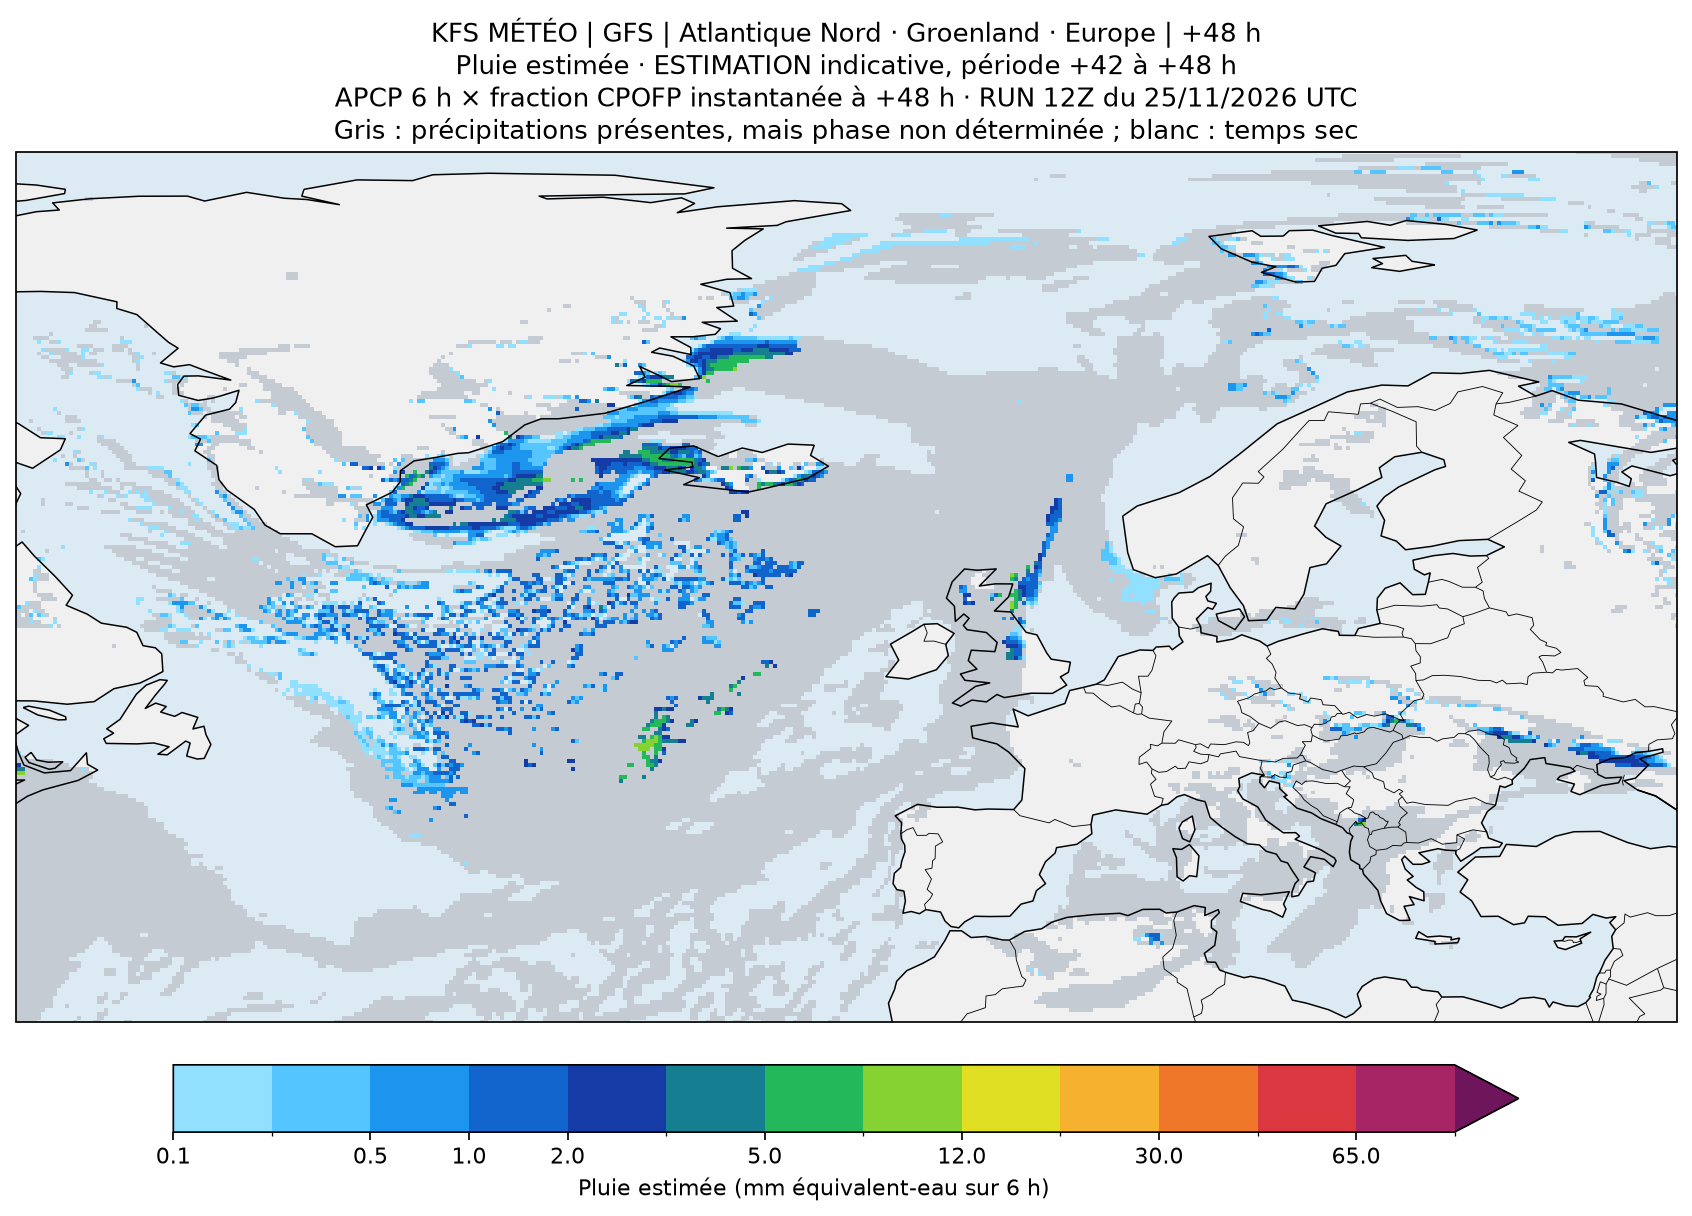 KFS MÉTÉO | GFS | Atlantique Nord · Groenland · Europe | +48 h
Pluie estimée · ESTIMATION indicative, période +42 à +48 h
APCP 6 h × fraction CPOFP instantanée à +48 h · RUN 12Z du 25/11/2026 UTC
Gris : précipitations présentes, mais phase non déterminée ; blanc : temps sec
0.1 0.5 1.0 2.0 5.0 12.0 30.0 65.0
Pluie estimée (mm équivalent-eau sur 6 h)